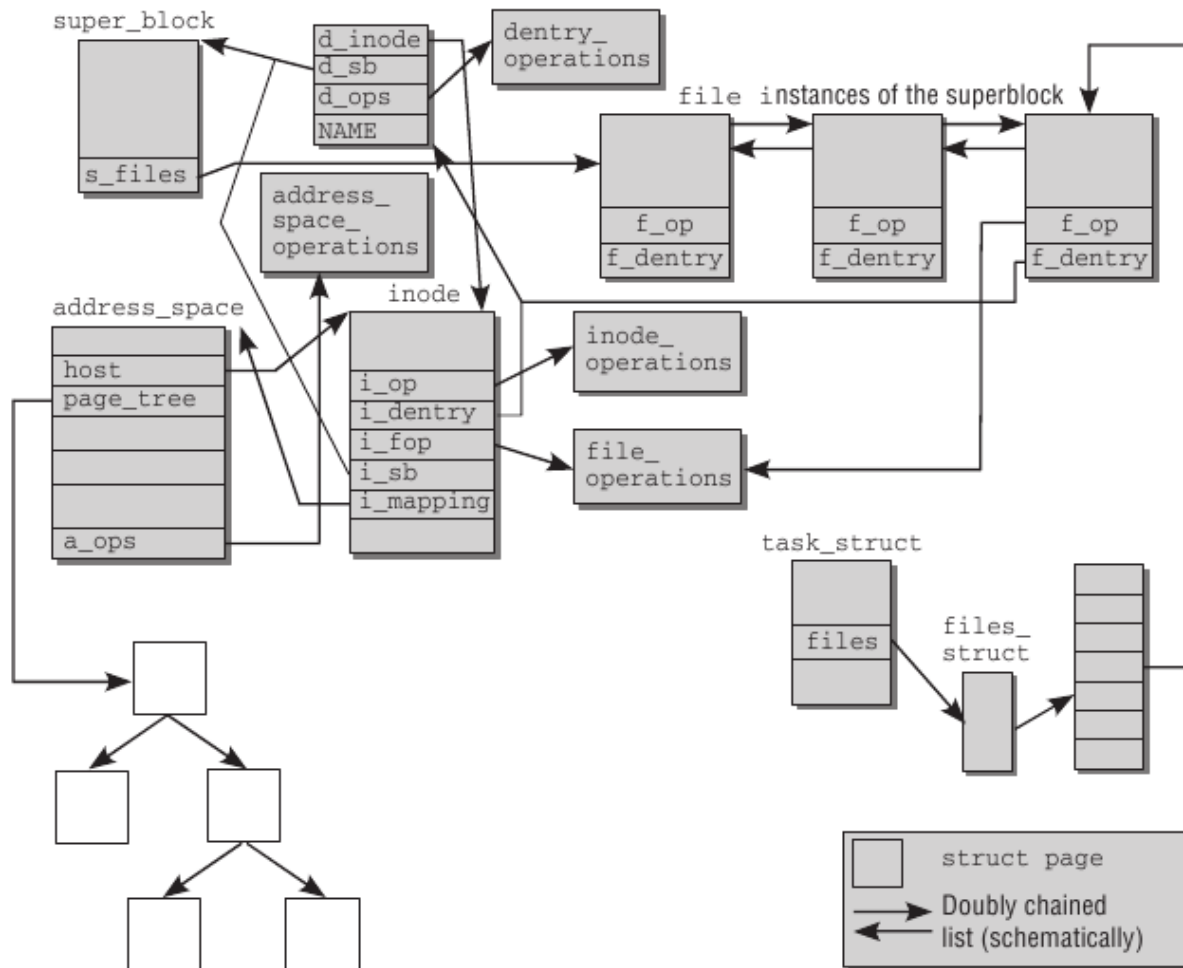 super_block
s_files
d_inode
d_sb
d_ops
NAME
dentry_
operations
file instances of the superblock
f_op
f_dentry
f_op
f_dentry
f_op
f_dentry
address_
space_
operations
address_space
host
page_tree
a_ops
inode
i_op
i_dentry
i_fop
i_sb
i_mapping
inode_
operations
file_
operations
task_struct
files
files_
struct
struct page
Doubly chained
list (schematically)